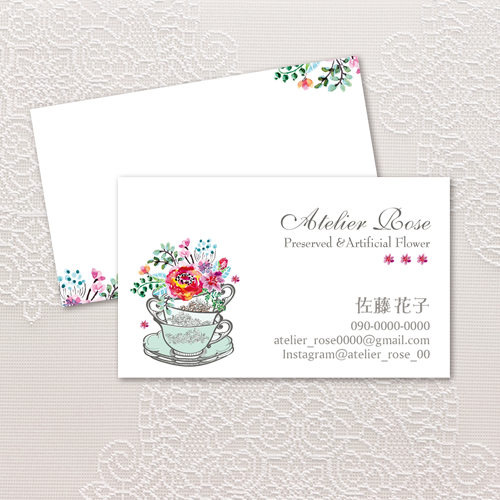 Atelier Rose
Preserved &Artificial Flower
佐藤花子
090-0000-0000
atelier_rose0000@gmail.com
Instagram@atelier_rose_00